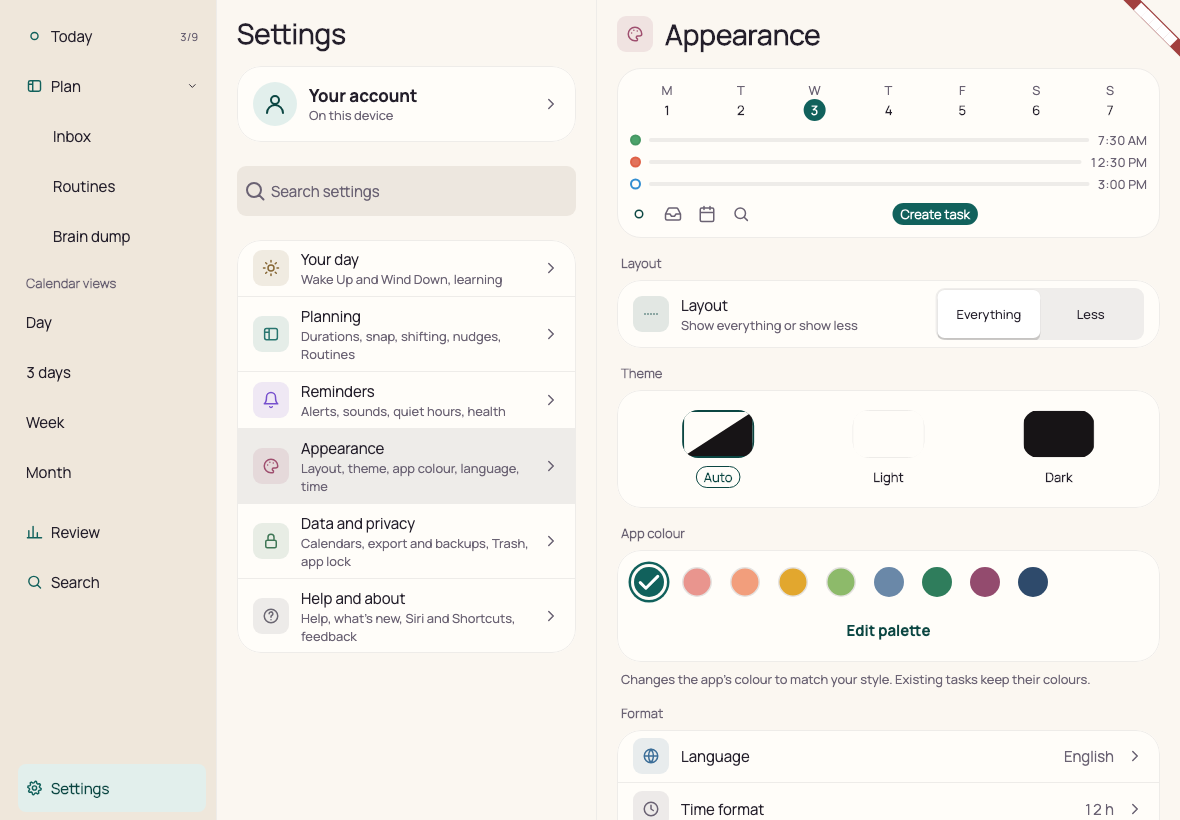 Today 3/9
Plan
Inbox
Routines
Brain dump
Calendar views
Day
3 days
Week
Month
Review
Search
Settings
Settings
Your account
On this device
Search settings
Your day
Wake Up and Wind Down, learning
Planning
Durations, snap, shifting, nudges,
Routines
Reminders
Alerts, sounds, quiet hours, health
Appearance
Layout, theme, app colour, language,
time
Data and privacy
Calendars, export and backups, Trash,
app lock
Help and about
Help, what's new, Siri and Shortcuts,
feedback
Appearance
M T W T F S S
1 2 3 4 5 6 7
7:30 AM
12:30 PM
3:00 PM
Create task
Layout
Layout
Show everything or show less
Everything Less
Theme
Auto Light Dark
App colour
Edit palette
Changes the app's colour to match your style. Existing tasks keep their colours.
Format
Language English
Time format 12 h